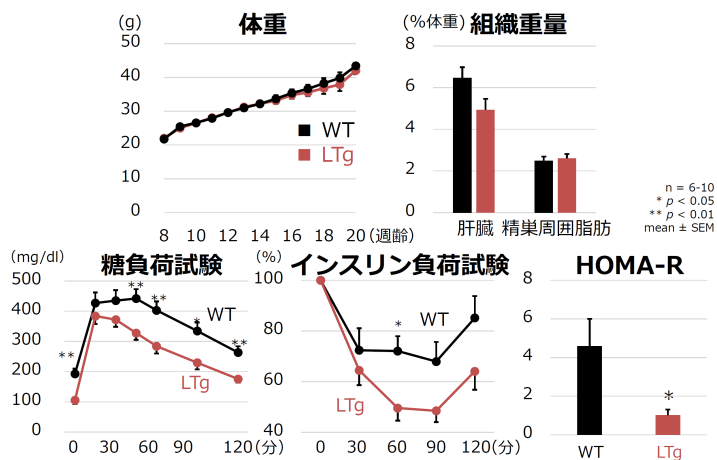 体重
(g)
50
40
30
20
10
0
8 10 12 14 16 18 20 (週齢)
WT
LTg
組織重量
(%体重)
8
6
4
2
0
肝臓 精巣周囲脂肪
n = 6-10
* p < 0.05
** p < 0.01
mean ± SEM
糖負荷試験
(mg/dl)
500
400
300
200
100
0
0 30 60 90 120 (分)
**
**
**
*
**
WT
LTg
インスリン負荷試験
(%)
100
80
60
40
0 30 60 90 120 (分)
*
WT
LTg
HOMA-R
8
6
4
2
0
*
WT LTg